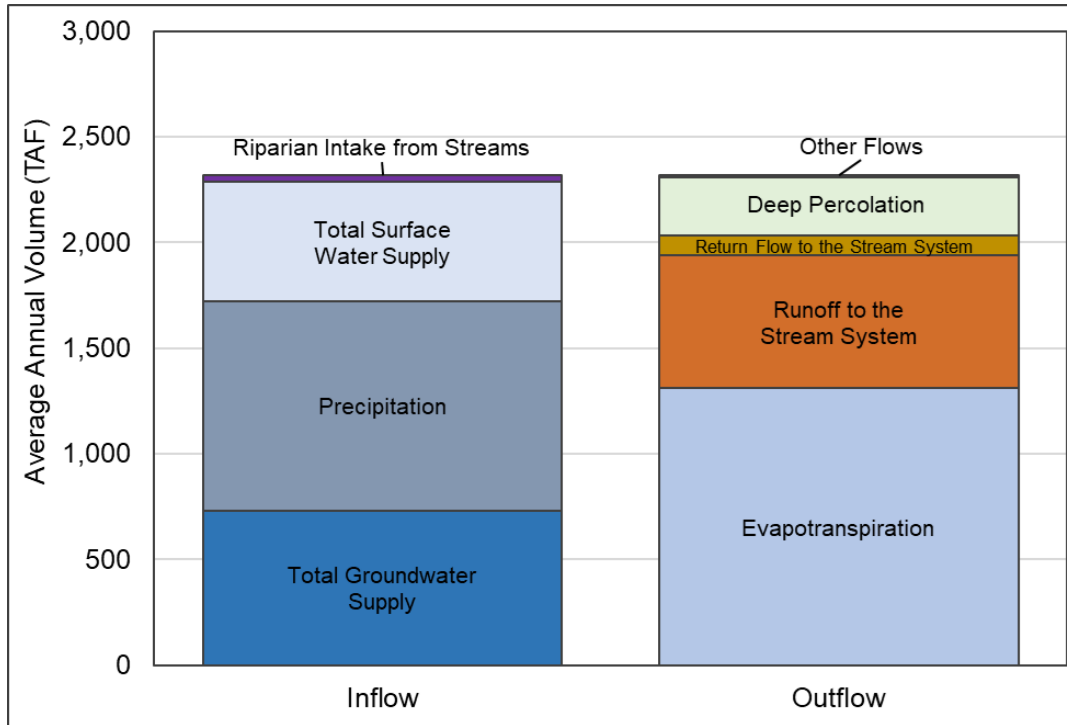 3,000
2,500
2,000
1,500
1,000
500
0
Average Annual Volume (TAF)
Riparian Intake from Streams
Total Surface
Water Supply
Precipitation
Total Groundwater
Supply
Other Flows
Deep Percolation
Return Flow to the Stream System
Runoff to the
Stream System
Evapotranspiration
Inflow
Outflow